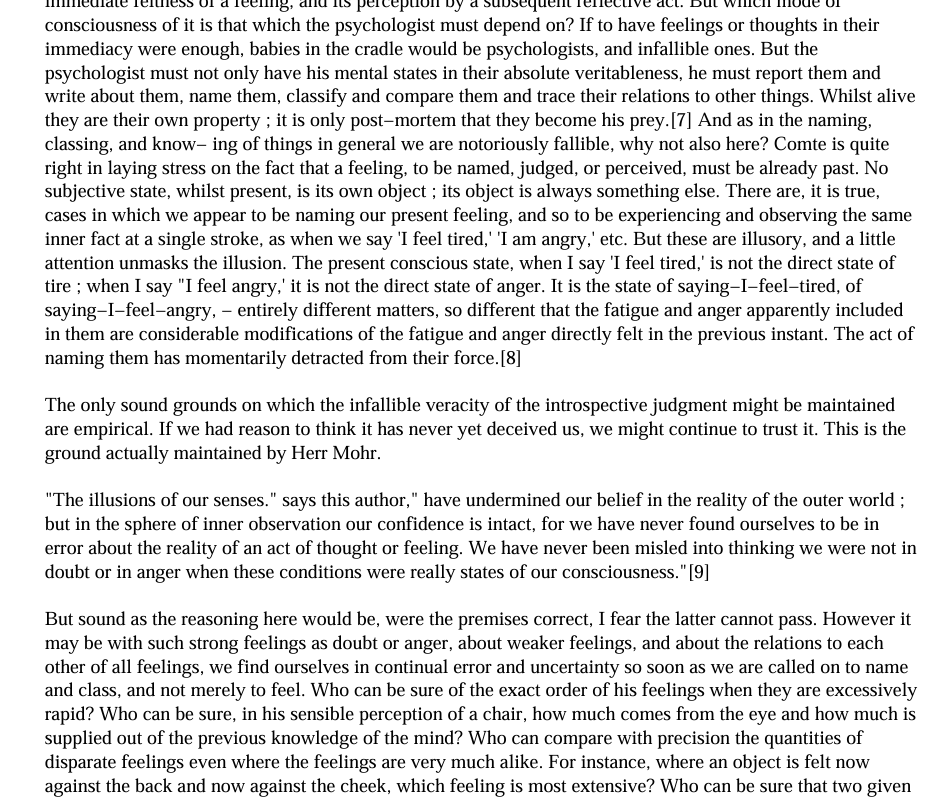 immediate feltness of a feeling, and its perception by a subsequent reflective act. But which mode of
consciousness of it is that which the psychologist must depend on? If to have feelings or thoughts in their
immediacy were enough, babies in the cradle would be psychologists, and infallible ones. But the
psychologist must not only have his mental states in their absolute veritableness, he must report them and
write about them, name them, classify and compare them and trace their relations to other things. Whilst alive
they are their own property ; it is only post–mortem that they become his prey.[7] And as in the naming,
classing, and know– ing of things in general we are notoriously fallible, why not also here? Comte is quite
right in laying stress on the fact that a feeling, to be named, judged, or perceived, must be already past. No
subjective state, whilst present, is its own object ; its object is always something else. There are, it is true,
cases in which we appear to be naming our present feeling, and so to be experiencing and observing the same
inner fact at a single stroke, as when we say 'I feel tired,' 'I am angry,' etc. But these are illusory, and a little
attention unmasks the illusion. The present conscious state, when I say 'I feel tired,' is not the direct state of
tire ; when I say "I feel angry,' it is not the direct state of anger. It is the state of saying–I–feel–tired, of
saying–I–feel–angry, – entirely different matters, so different that the fatigue and anger apparently included
in them are considerable modifications of the fatigue and anger directly felt in the previous instant. The act of
naming them has momentarily detracted from their force.[8]
The only sound grounds on which the infallible veracity of the introspective judgment might be maintained
are empirical. If we had reason to think it has never yet deceived us, we might continue to trust it. This is the
ground actually maintained by Herr Mohr.
"The illusions of our senses." says this author," have undermined our belief in the reality of the outer world ;
but in the sphere of inner observation our confidence is intact, for we have never found ourselves to be in
error about the reality of an act of thought or feeling. We have never been misled into thinking we were not in
doubt or in anger when these conditions were really states of our consciousness."[9]
But sound as the reasoning here would be, were the premises correct, I fear the latter cannot pass. However it
may be with such strong feelings as doubt or anger, about weaker feelings, and about the relations to each
other of all feelings, we find ourselves in continual error and uncertainty so soon as we are called on to name
and class, and not merely to feel. Who can be sure of the exact order of his feelings when they are excessively
rapid? Who can be sure, in his sensible perception of a chair, how much comes from the eye and how much is
supplied out of the previous knowledge of the mind? Who can compare with precision the quantities of
disparate feelings even where the feelings are very much alike. For instance, where an object is felt now
against the back and now against the cheek, which feeling is most extensive? Who can be sure that two given